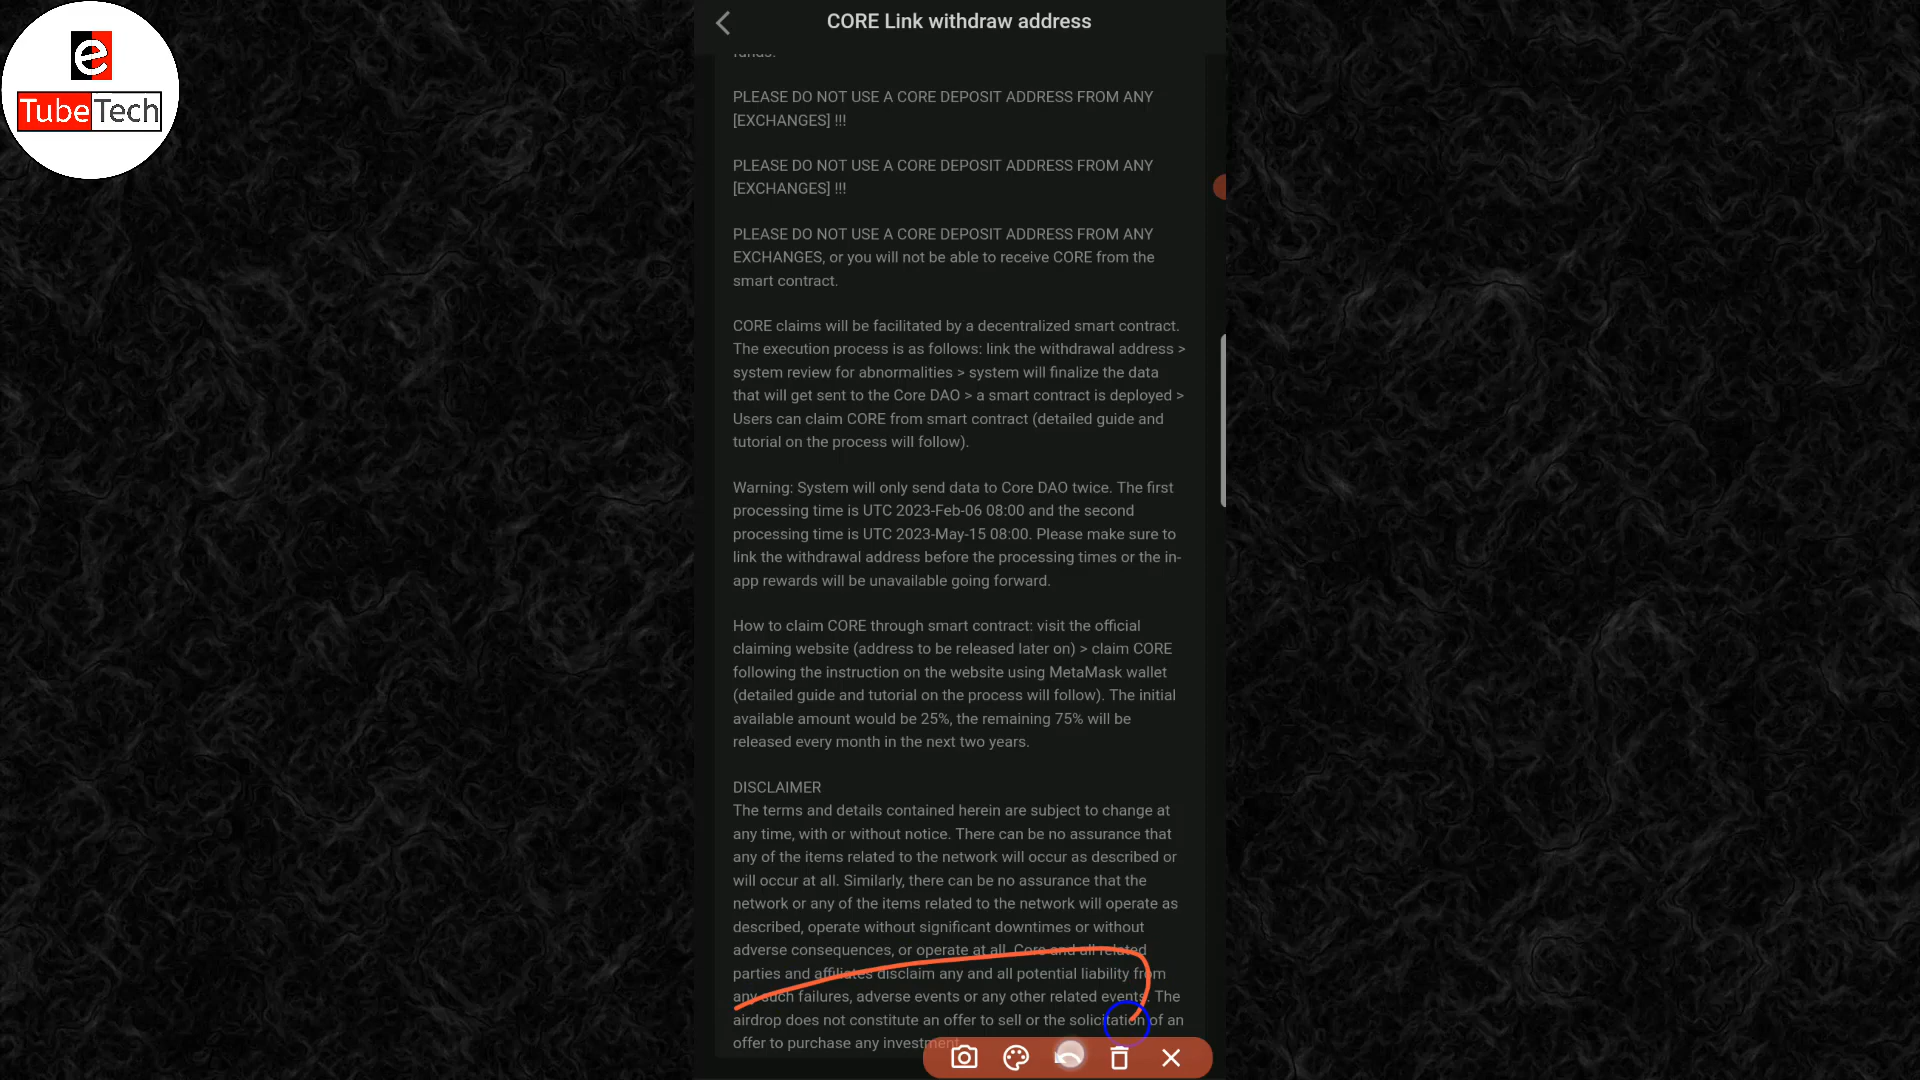 e
TubeTech
CORE Link withdraw address
funds.
PLEASE DO NOT USE A CORE DEPOSIT ADDRESS FROM ANY
[EXCHANGES] !!!
PLEASE DO NOT USE A CORE DEPOSIT ADDRESS FROM ANY
[EXCHANGES] !!!
PLEASE DO NOT USE A CORE DEPOSIT ADDRESS FROM ANY
EXCHANGES, or you will not be able to receive CORE from the
smart contract.
CORE claims will be facilitated by a decentralized smart contract.
The execution process is as follows: link the withdrawal address >
system review for abnormalities > system will finalize the data
that will get sent to the Core DAO > a smart contract is deployed >
Users can claim CORE from smart contract (detailed guide and
tutorial on the process will follow).
Warning: System will only send data to Core DAO twice. The first
processing time is UTC 2023-Feb-06 08:00 and the second
processing time is UTC 2023-May-15 08:00. Please make sure to
link the withdrawal address before the processing times or the in-
app rewards will be unavailable going forward.
How to claim CORE through smart contract: visit the official
claiming website (address to be released later on) > claim CORE
following the instruction on the website using MetaMask wallet
(detailed guide and tutorial on the process will follow). The initial
available amount would be 25%, the remaining 75% will be
released every month in the next two years.
DISCLAIMER
The terms and details contained herein are subject to change at
any time, with or without notice. There can be no assurance that
any of the items related to the network will occur as described or
will occur at all. Similarly, there can be no assurance that the
network or any of the items related to the network will operate as
described, operate without significant downtimes or without
adverse consequences, or operate at all. Core and all related
parties and affiliates disclaim any and all potential liability from
any such failures, adverse events or any other related events. The
airdrop does not constitute an offer to sell or the solicitation of an
offer to purchase any investment